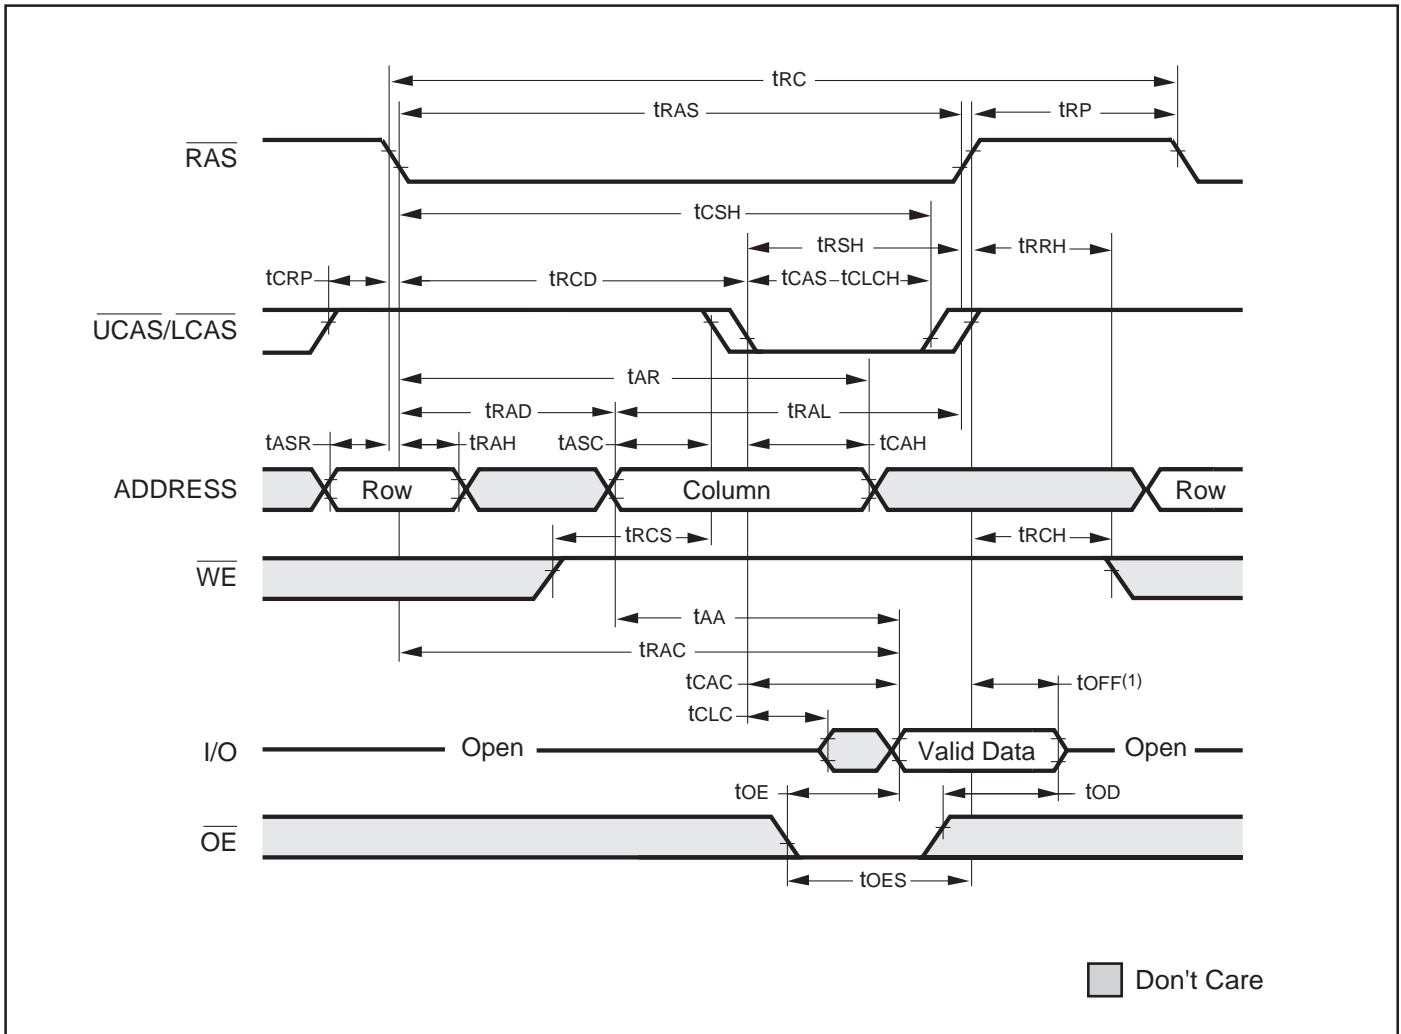 tRC
tRAS
tRP
RAS
tCSH
tRSH
tRRH
tCRP
tRCD
tCAS
tCLCH
UCAS/LCAS
tAR
tRAD
tRAL
tASR
tRAH
tASC
tCAH
ADDRESS
Row
Column
Row
tRCS
tRCH
WE
tAA
tRAC
tCAC
tOFF(1)
tCLC
I/O
Open
Valid Data
Open
tOE
tOD
OE
tOES
Don't Care